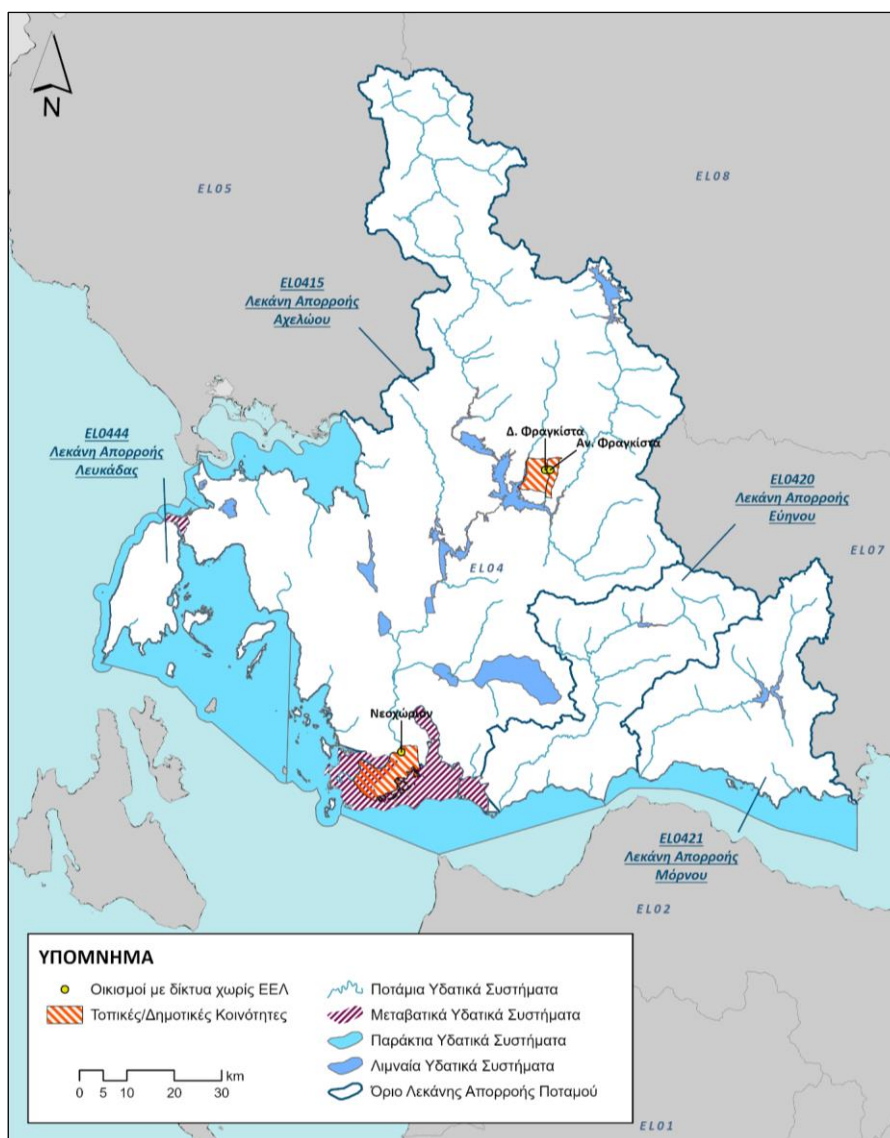 N
EL05
EL08
EL0415
Λεκάνη Απορροής
Αχελώου
EL0444
Λεκάνη Απορροής
Λευκάδας
Δ. Φραγκίστα
Αν. Φραγκίστα
EL0420
Λεκάνη Απορροής
Εύηνου
EL07
EL04
Νεοχώριον
EL0421
Λεκάνη Απορροής
Μόρνου
EL02
ΥΠΟΜΝΗΜΑ
Οικισμοί με δίκτυα χωρίς ΕΕΛ
Τοπικές/Δημοτικές Κοινότητες
0 5 10 20 30 km
Ποτάμια Υδατικά Συστήματα
Μεταβατικά Υδατικά Συστήματα
Παράκτια Υδατικά Συστήματα
Λιμναία Υδατικά Συστήματα
Όριο Λεκάνης Απορροής Ποταμού
EL01